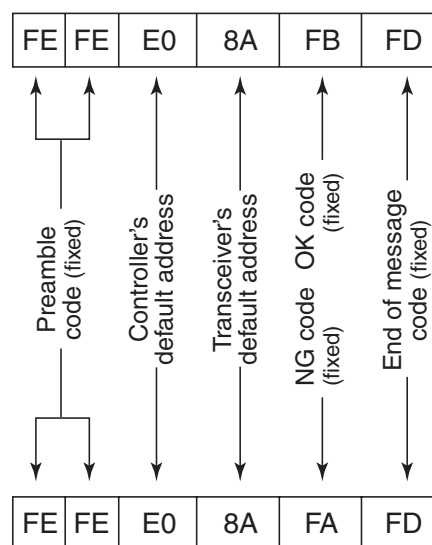 FE FE E0 8A FB FD
Preamble
code (fixed)
Controller's
default address
Transceiver's
default address
OK code
(fixed)
NG code
(fixed)
End of message
code (fixed)
FE FE E0 8A FA FD